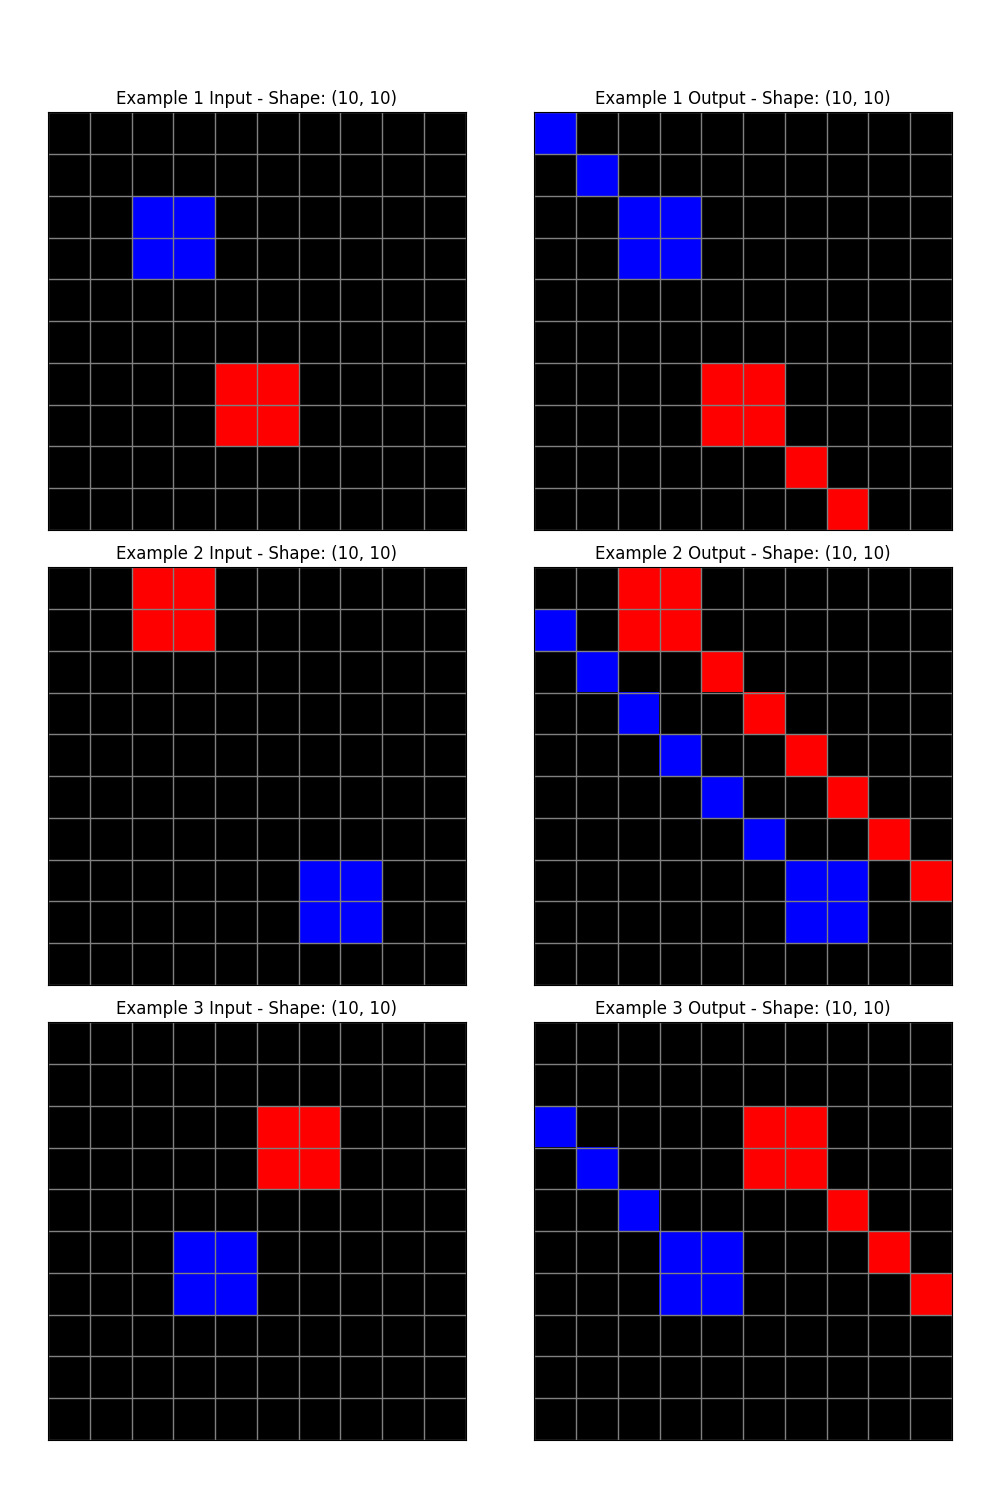 Example 1 Input - Shape: (10, 10)
Example 1 Output - Shape: (10, 10)
Example 2 Input - Shape: (10, 10)
Example 2 Output - Shape: (10, 10)
Example 3 Input - Shape: (10, 10)
Example 3 Output - Shape: (10, 10)